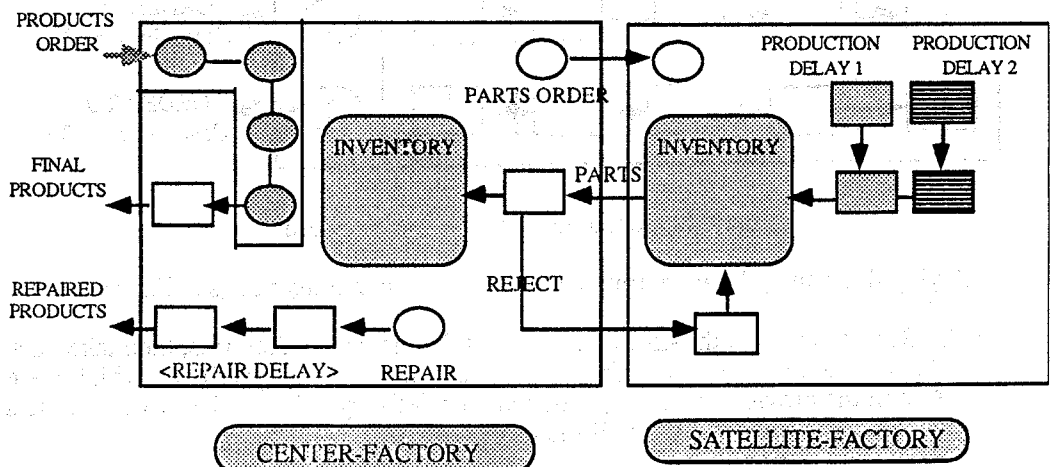 PRODUCTS
ORDER
PRODUCTION
DELAY 1
PRODUCTION
DELAY 2
PARTS ORDER
INVENTORY
INVENTORY
PARTS
FINAL
PRODUCTS
REJECT
REPAIRED
PRODUCTS
<REPAIR DELAY>
REPAIR
CENTER-FACTORY
SATELLITE-FACTORY